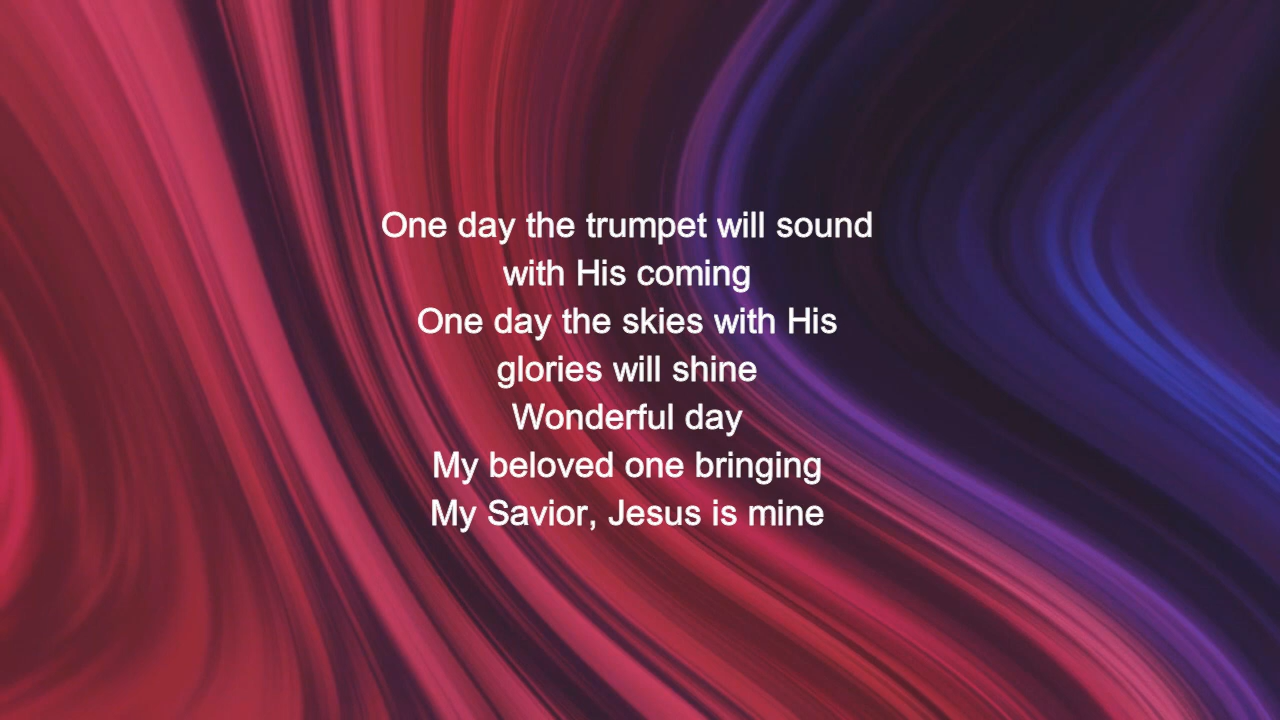 One day the trumpet will sound
with His coming
One day the skies with His
glories will shine
Wonderful day
My beloved one bringing
My Savior, Jesus is mine